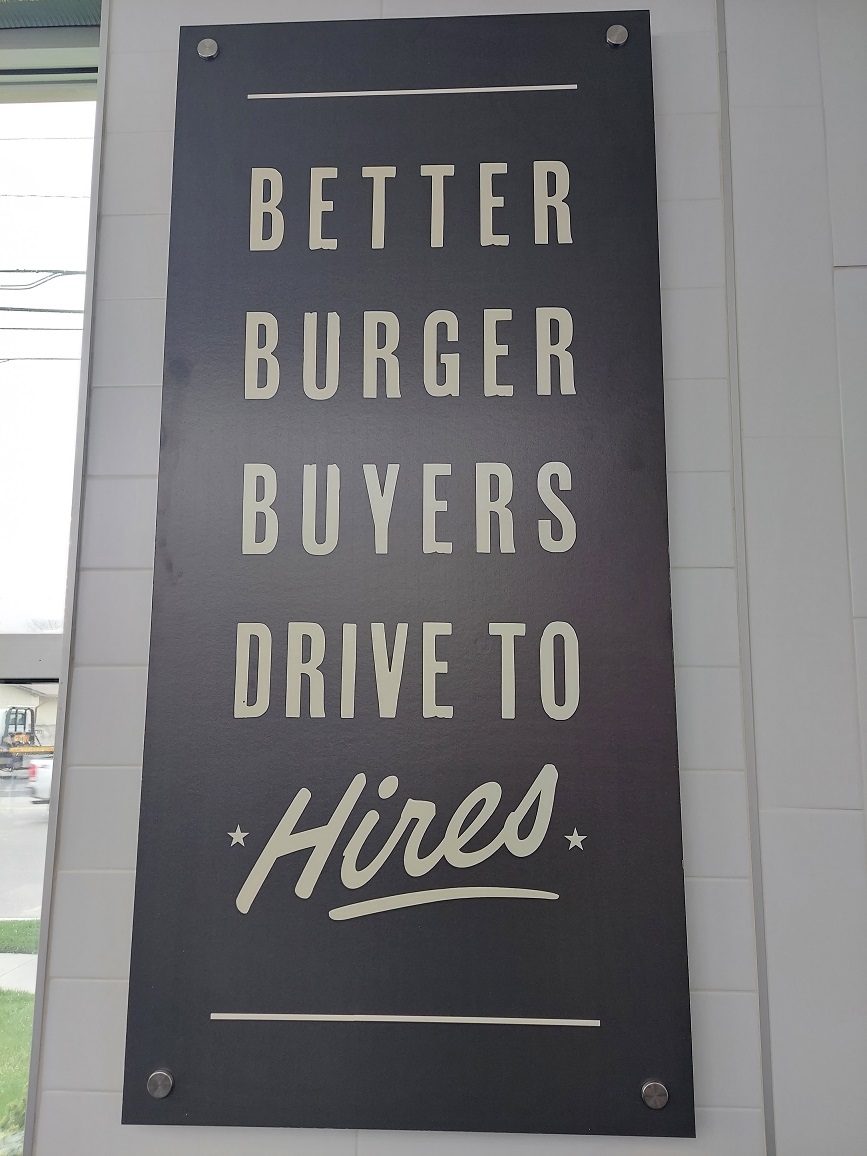 BETTER
BURGER
BUYERS
DRIVE TO
Hires